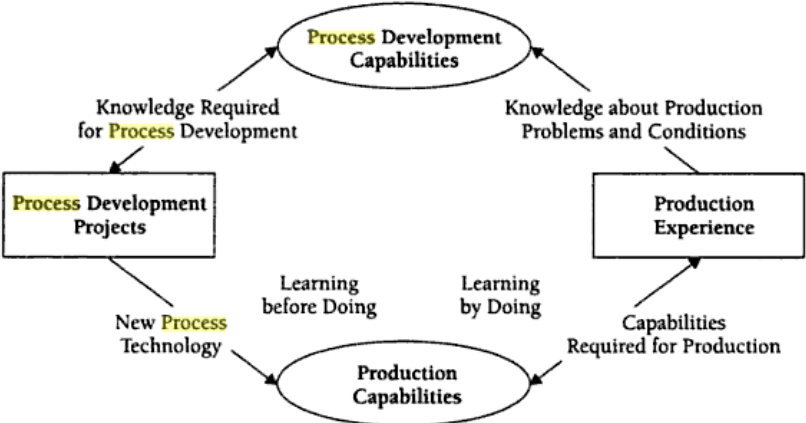 Process Development
Capabilities
Knowledge Required
for Process Development
Knowledge about Production
Problems and Conditions
Process Development
Projects
Production
Experience
Learning
before Doing
Learning
by Doing
New Process
Technology
Capabilities
Required for Production
Production
Capabilities